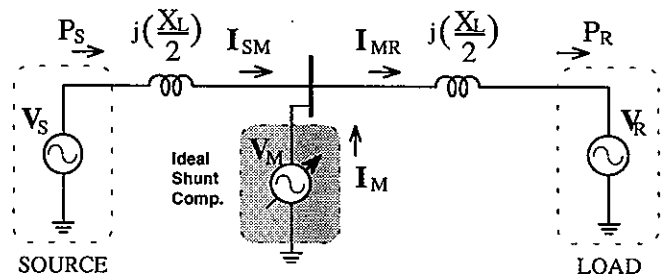 P_S
j(X_L/2)
I_SM
I_MR
j(X_L/2)
P_R
V_S
Ideal
Shunt
Comp.
V_M
I_M
V_R
SOURCE
LOAD